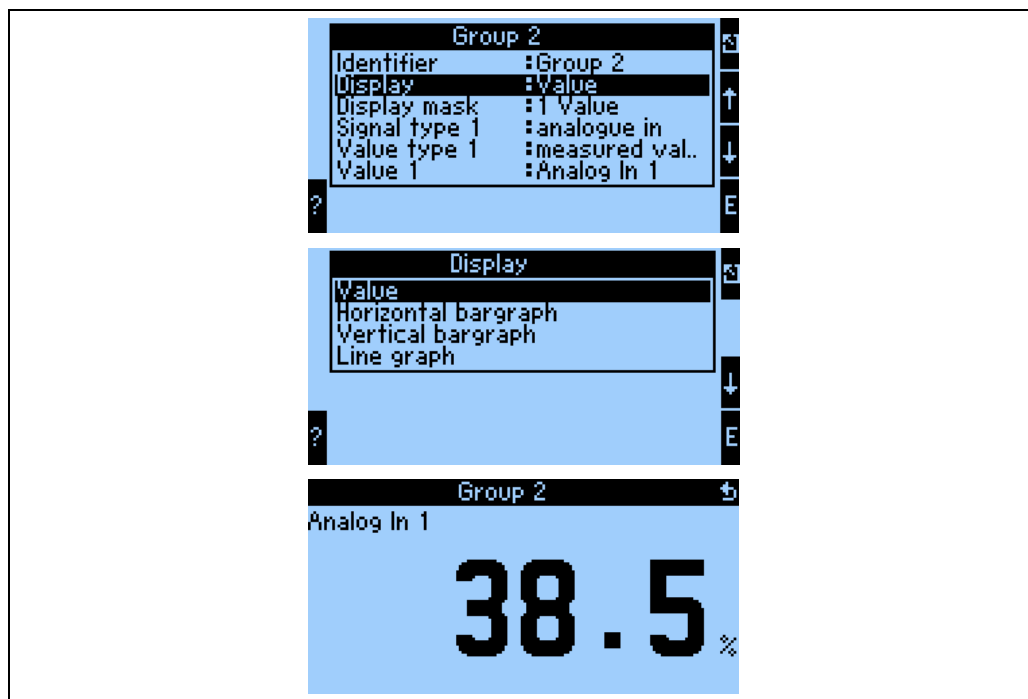 Group 2
Identifier :Group 2
Display :Value
Display mask :1 Value
Signal type 1 :analogue in
Value type 1 :measured val..
Value 1 :Analog In 1
? E
Display
Value
Horizontal bargraph
Vertical bargraph
Line graph
? E
Group 2
Analog In 1
38.5 %